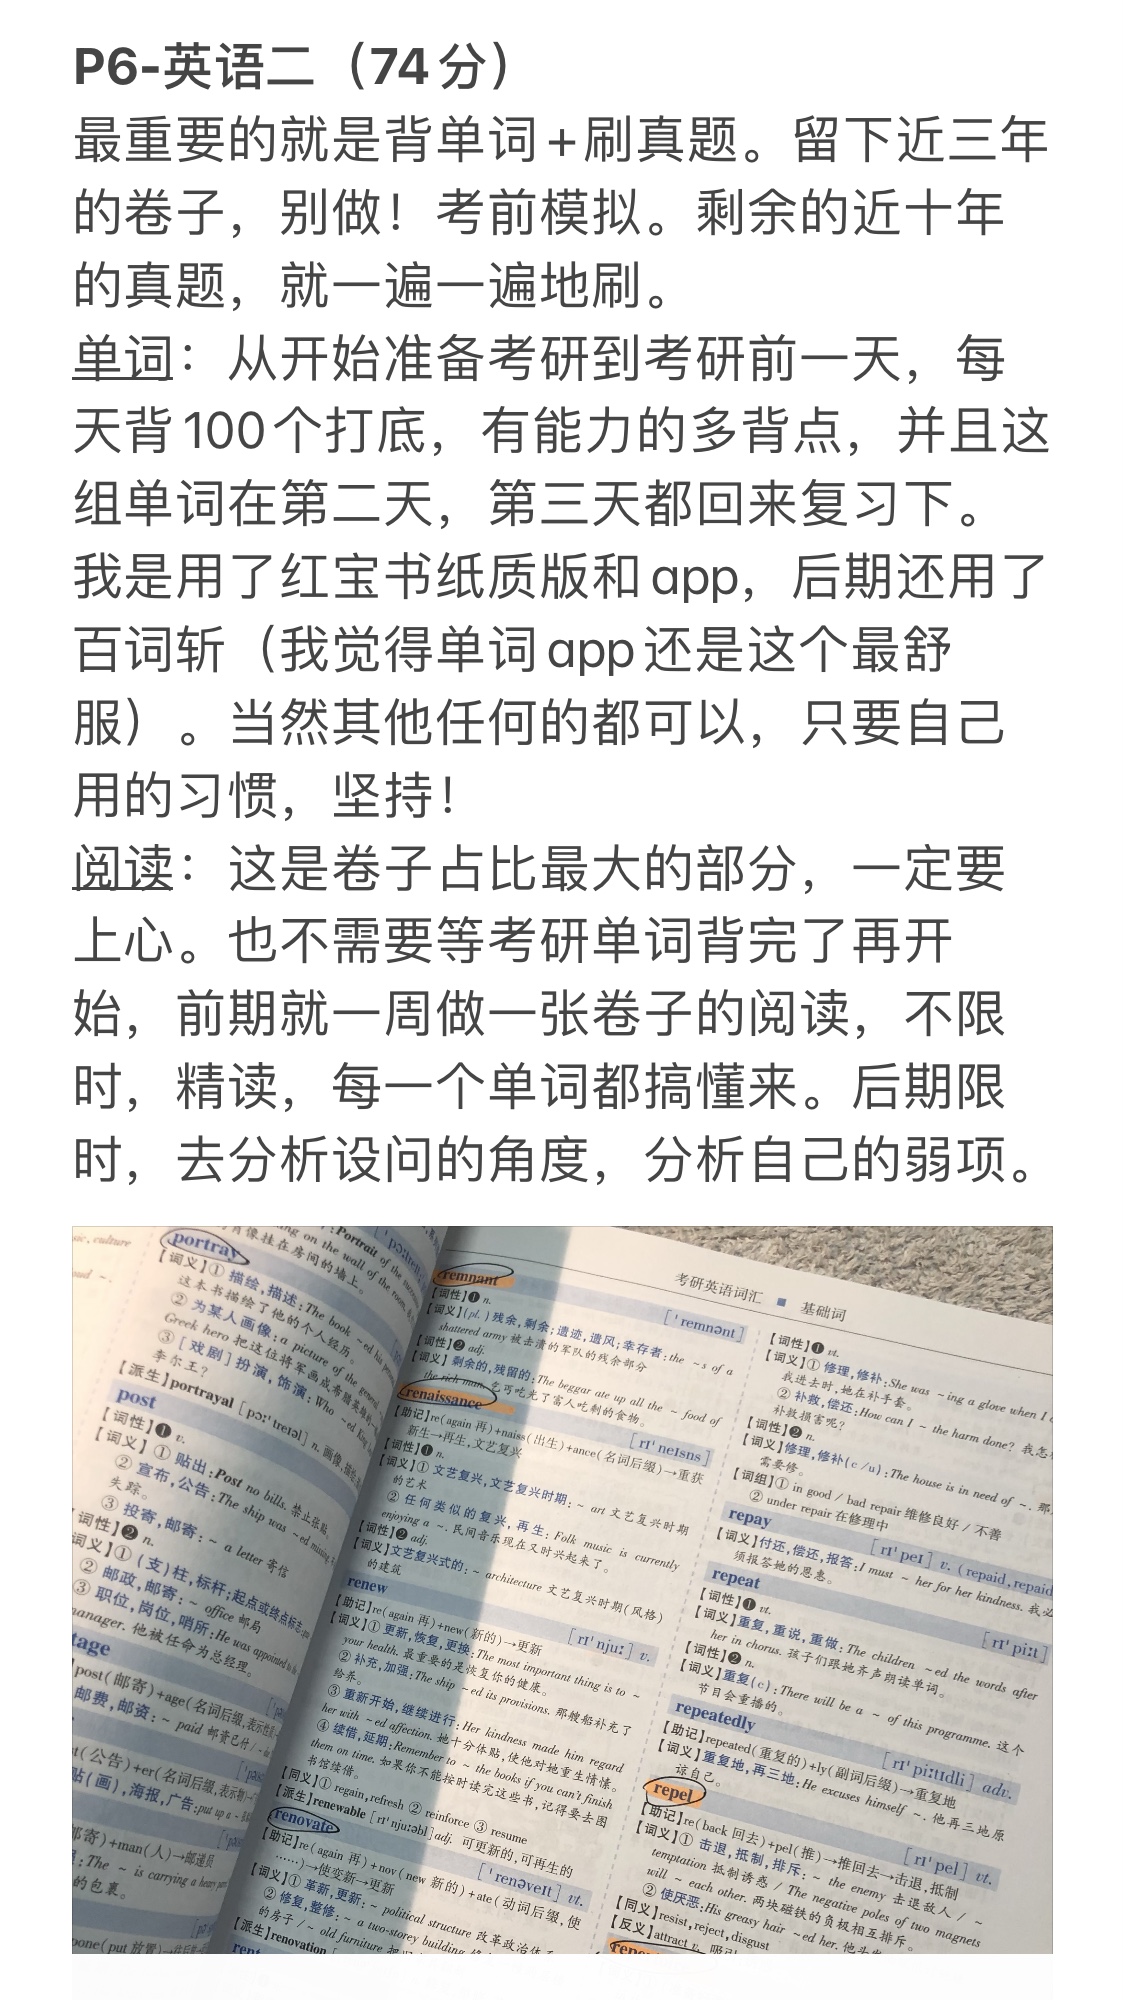 P6-英语二（74分）
最重要的就是背单词+刷真题。留下近三年
的卷子，别做！考前模拟。剩余的近十年
的真题，就一遍一遍地刷。
单词：从开始准备考研到考研前一天，每
天背100个打底，有能力的多背点，并且这
组单词在第二天，第三天都回来复习下。
我是用了红宝书纸质版和app，后期还用了
百词斩（我觉得单词app还是这个最舒
服）。当然其他任何的都可以，只要自己
用的习惯，坚持！
阅读：这是卷子占比最大的部分，一定要
上心。也不需要等考研单词背完了再开
始，前期就一周做一张卷子的阅读，不限
时，精读，每一个单词都搞懂来。后期限
时，去分析设问的角度，分析自己的弱项。
portray
【词义】① 描绘，描述：The book ~ed his
这本书描绘了他的个人经历。
② 为某人画像：a picture of the general
Greek hero 把这位将军画成希腊英雄的
③ [戏剧] 扮演，饰演：Who ~ed King
李尔王？
【派生】portrayal [pɔːˈtreɪəl] n. 画像，描绘
post
【词性】❶ v.
【词义】① 贴出：Post no bills. 禁止张贴
② 宣布，公告：The ship was ~ed missing
失踪。
③ 投寄，邮寄：~ a letter 寄信
【词性】❷ n.
词义】①（支）柱，标杆；起点或终点标志
② 邮政，邮寄：~ office 邮局
③ 职位，岗位，哨所：He was appointed to
manager. 他被任命为总经理。
tage
post(邮寄)+age(名词后缀，表示
邮费，邮资：~ paid 邮资已付
(公告)+er(名词后缀，表示
贴(画)，海报，广告：put up a ~
邮寄)+man(人)→邮递员
The ~ is carrying a heavy
的包裹。
pone(put 放置)
考研英语词汇 ■ 基础词
remnant [ˈremnənt]
【词性】❶ n.
【词义】(pl.) 残余，剩余；遗迹，遗风；幸存者：the ~s of a
shattered army 被击溃的军队的残余部分
【词性】❷ adj.
【词义】剩余的，残留的：The beggar ate up all the ~ food of
the rich man. 乞丐吃光了富人吃剩的食物。
renaissance [rɪˈneɪsns]
【助记】re(again 再)+naiss(出生)+ance(名词后缀)→重获
新生→再生，文艺复兴
【词性】❶ n.
【词义】① 文艺复兴，文艺复兴时期：~ art 文艺复兴时期
的艺术
② 任何类似的复兴，再生：Folk music is currently
enjoying a ~. 民间音乐现在又时兴起来了。
【词性】❷ adj.
【词义】文艺复兴式的：~ architecture 文艺复兴时期(风格)
的建筑
renew [rɪˈnjuː] v.
【助记】re(again 再)+new(新的)→更新
【词义】① 更新，恢复，更换：The most important thing is to ~
your health. 最重要的是恢复你的健康。
② 补充，加强：The ship ~ed its provisions. 那艘船补充了
给养。
③ 重新开始，继续进行：Her kindness made him regard
her with ~ed affection. 她十分体贴，使他对她重生情愫。
④ 续借，延期：Remember to ~ the books if you can't finish
them on time. 如果你不能按时读完这些书，记得要去图
书馆续借。
【同义】① regain, refresh ② reinforce ③ resume
【派生】renewable [rɪˈnjuːəbl] adj. 可更新的，可再生的
renovate [ˈrenəveɪt] vt.
【助记】re(again 再)+nov(new 新的)+ate(动词后缀，使
……)→使变新→更新
【词义】① 革新，更新：~ political structure 改革政治体系
② 修复，整修：~ a two-storey building
的房子 / ~ old furniture
【派生】renovation
【词性】❶ vt.
【词义】① 修理，修补：She was ~ing a glove when I
我进去时，她在补手套。
② 补救，偿还：How can I ~ the harm done? 我怎
补救损害呢？
【词性】❷ n.
【词义】修理，修补(c /u)：The house is in need of ~. 那
需要修。
【词组】① in good / bad repair 维修良好 / 不善
② under repair 在修理中
repay [rɪˈpeɪ] v. (repaid, repaid
【词义】付还，偿还，报答：I must ~ her for her kindness. 我必
须报答她的恩惠。
repeat [rɪˈpiːt]
【词性】❶ vt.
【词义】重复，重说，重做：The children ~ed the words after
her in chorus. 孩子们跟她齐声朗读单词。
【词性】❷ n.
【词义】重复(c)：There will be a ~ of this programme. 这个
节目会重播的。
repeatedly [rɪˈpiːtɪdli] adv.
【助记】repeated(重复的)+ly(副词后缀)→重复地
【词义】重复地，再三地：He excuses himself ~. 他再三地原
谅自己。
repel [rɪˈpel] vt.
【助记】re(back 回去)+pel(推)→推回去→击退，抵制
【词义】① 击退，抵制，排斥：~ the enemy 击退敌人 / ~
temptation 抵制诱惑 / The negative poles of two magnets
will ~ each other. 两块磁铁的负极相互排斥。
② 使厌恶：His greasy hair ~ed her.
【同义】resist, reject, disgust
【反义】attract v.